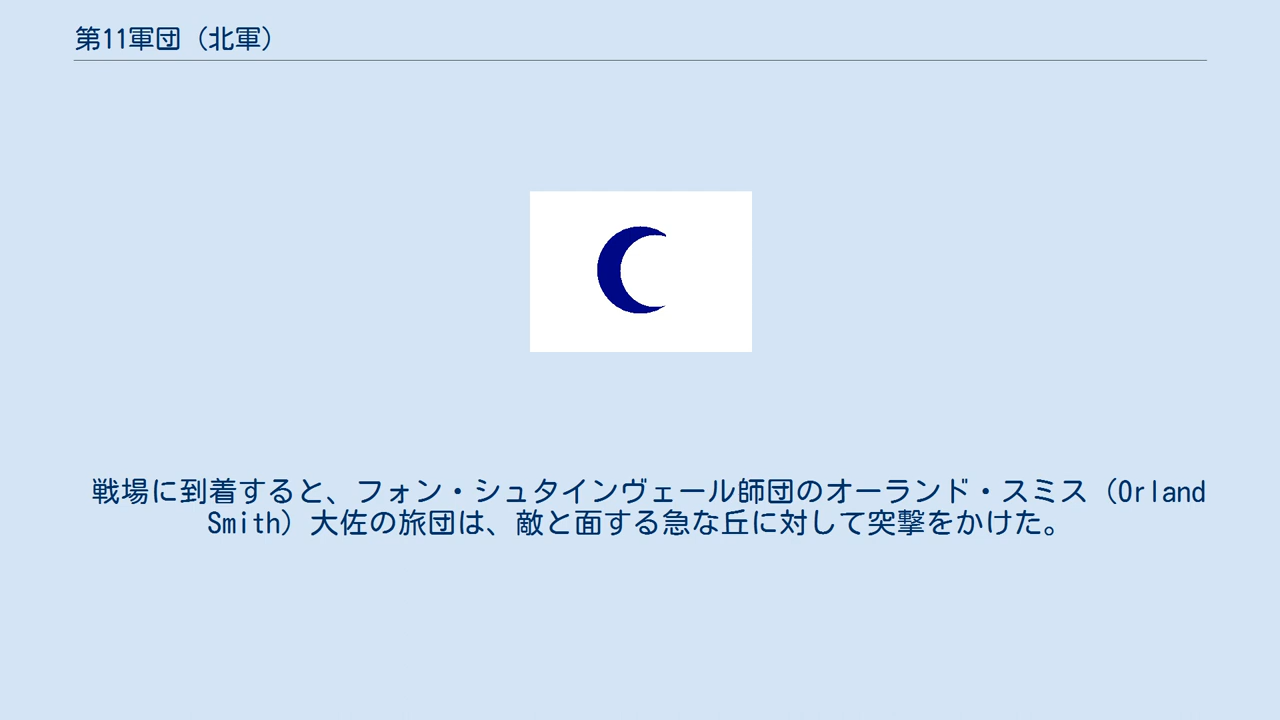 第11軍団（北軍）
戦場に到着すると、フォン・シュタインヴェール師団のオーランド・スミス（Orland
Smith）大佐の旅団は、敵と面する急な丘に対して突撃をかけた。